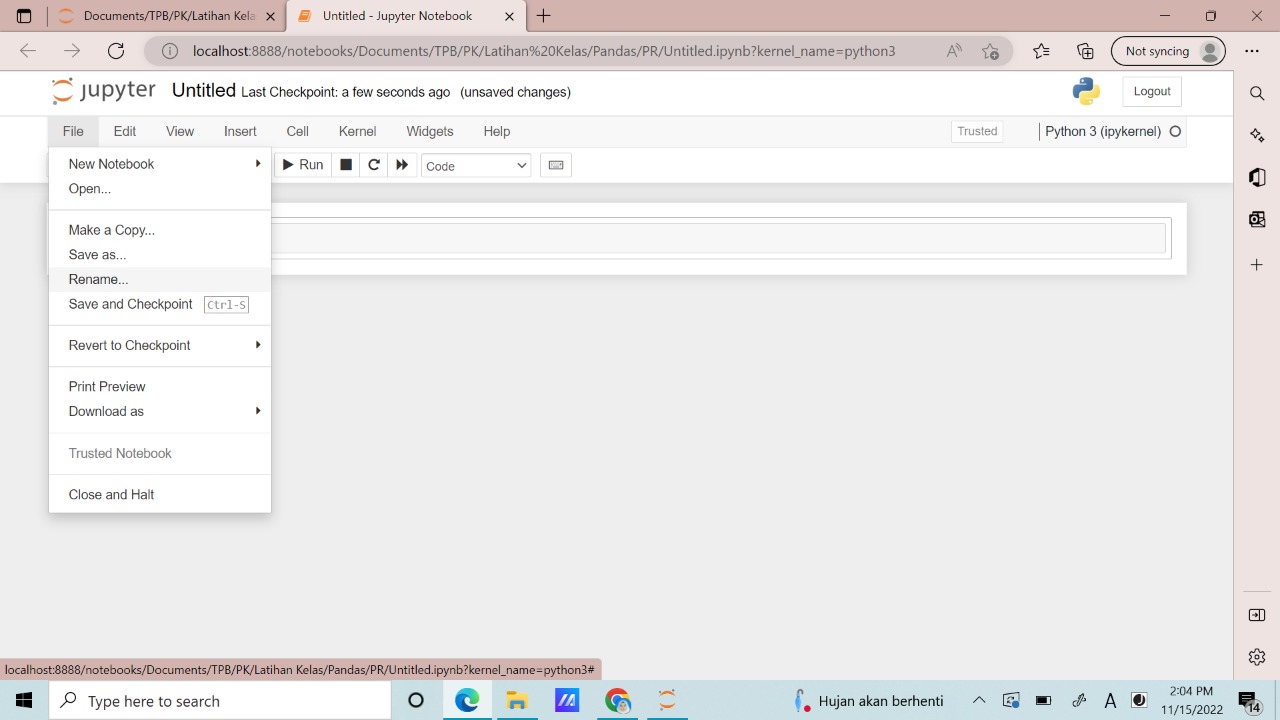 Documents/TPB/PK/Latihan Kela
Untitled - Jupyter Notebook
localhost:8888/notebooks/Documents/TPB/PK/Latihan%20Kelas/Pandas/PR/Untitled.ipynb?kernel_name=python3
Not syncing
jupyter Untitled Last Checkpoint: a few seconds ago (unsaved changes)
Logout
File Edit View Insert Cell Kernel Widgets Help
Trusted
Python 3 (ipykernel)
Run
Code
New Notebook
Open...
Make a Copy...
Save as...
Rename...
Save and Checkpoint Ctrl-S
Revert to Checkpoint
Print Preview
Download as
Trusted Notebook
Close and Halt
localhost:8888/notebooks/Documents/TPB/PK/Latihan Kelas/Pandas/PR/Untitled.ipynb?kernel_name=python3#
Type here to search
Hujan akan berhenti
A
2:04 PM
11/15/2022
14